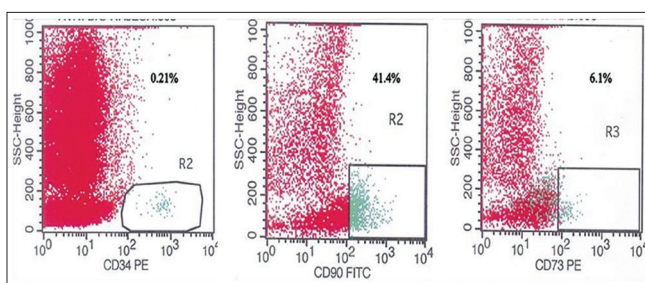 0.21%
R2
SSC-Height
0 200 400 600 800 1000
10^0 10^1 10^2 10^3 10^4
CD34 PE
41.4%
R2
SSC-Height
0 200 400 600 800 100
10^0 10^1 10^2 10^3 10^4
CD90 FITC
6.1%
R3
SSC-Height
0 200 400 600 800 100
10^0 10^1 10^2 10^3 10^4
CD73 PE